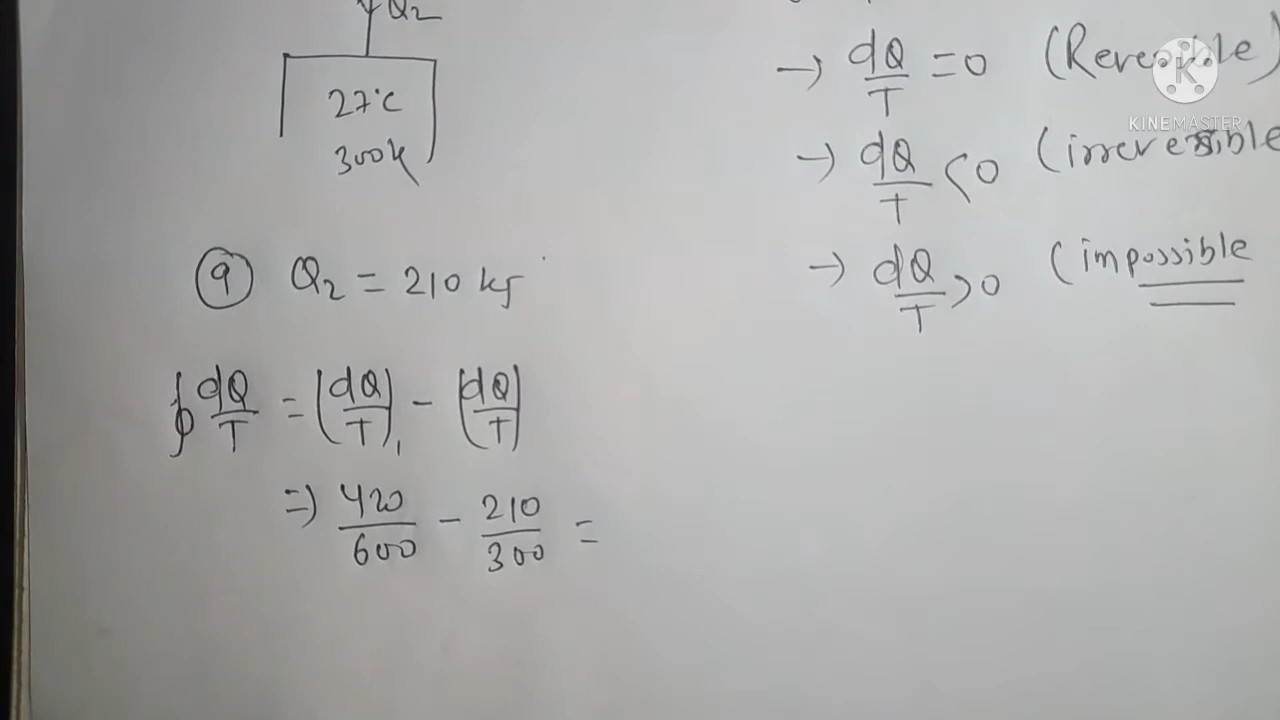 Q2
27°C
300k
(a) Q2 = 210 kJ
∮ dQ/T = (dQ/T)1 - (dQ/T)
=) 420/600 - 210/300 =
→ dQ/T = 0 (Reversible)
KINEMASTER
→ dQ/T < 0 (irreversible
→ dQ/T > 0 (impossible